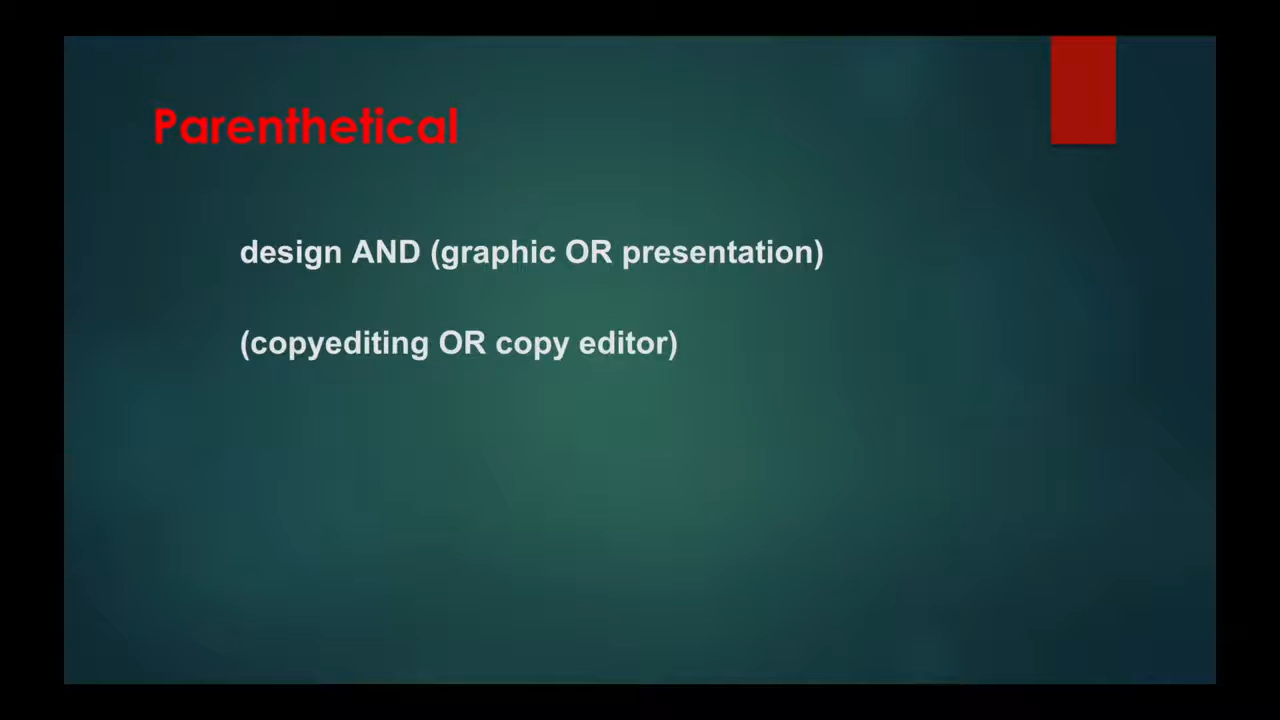 Parenthetical
design AND (graphic OR presentation)
(copyediting OR copy editor)